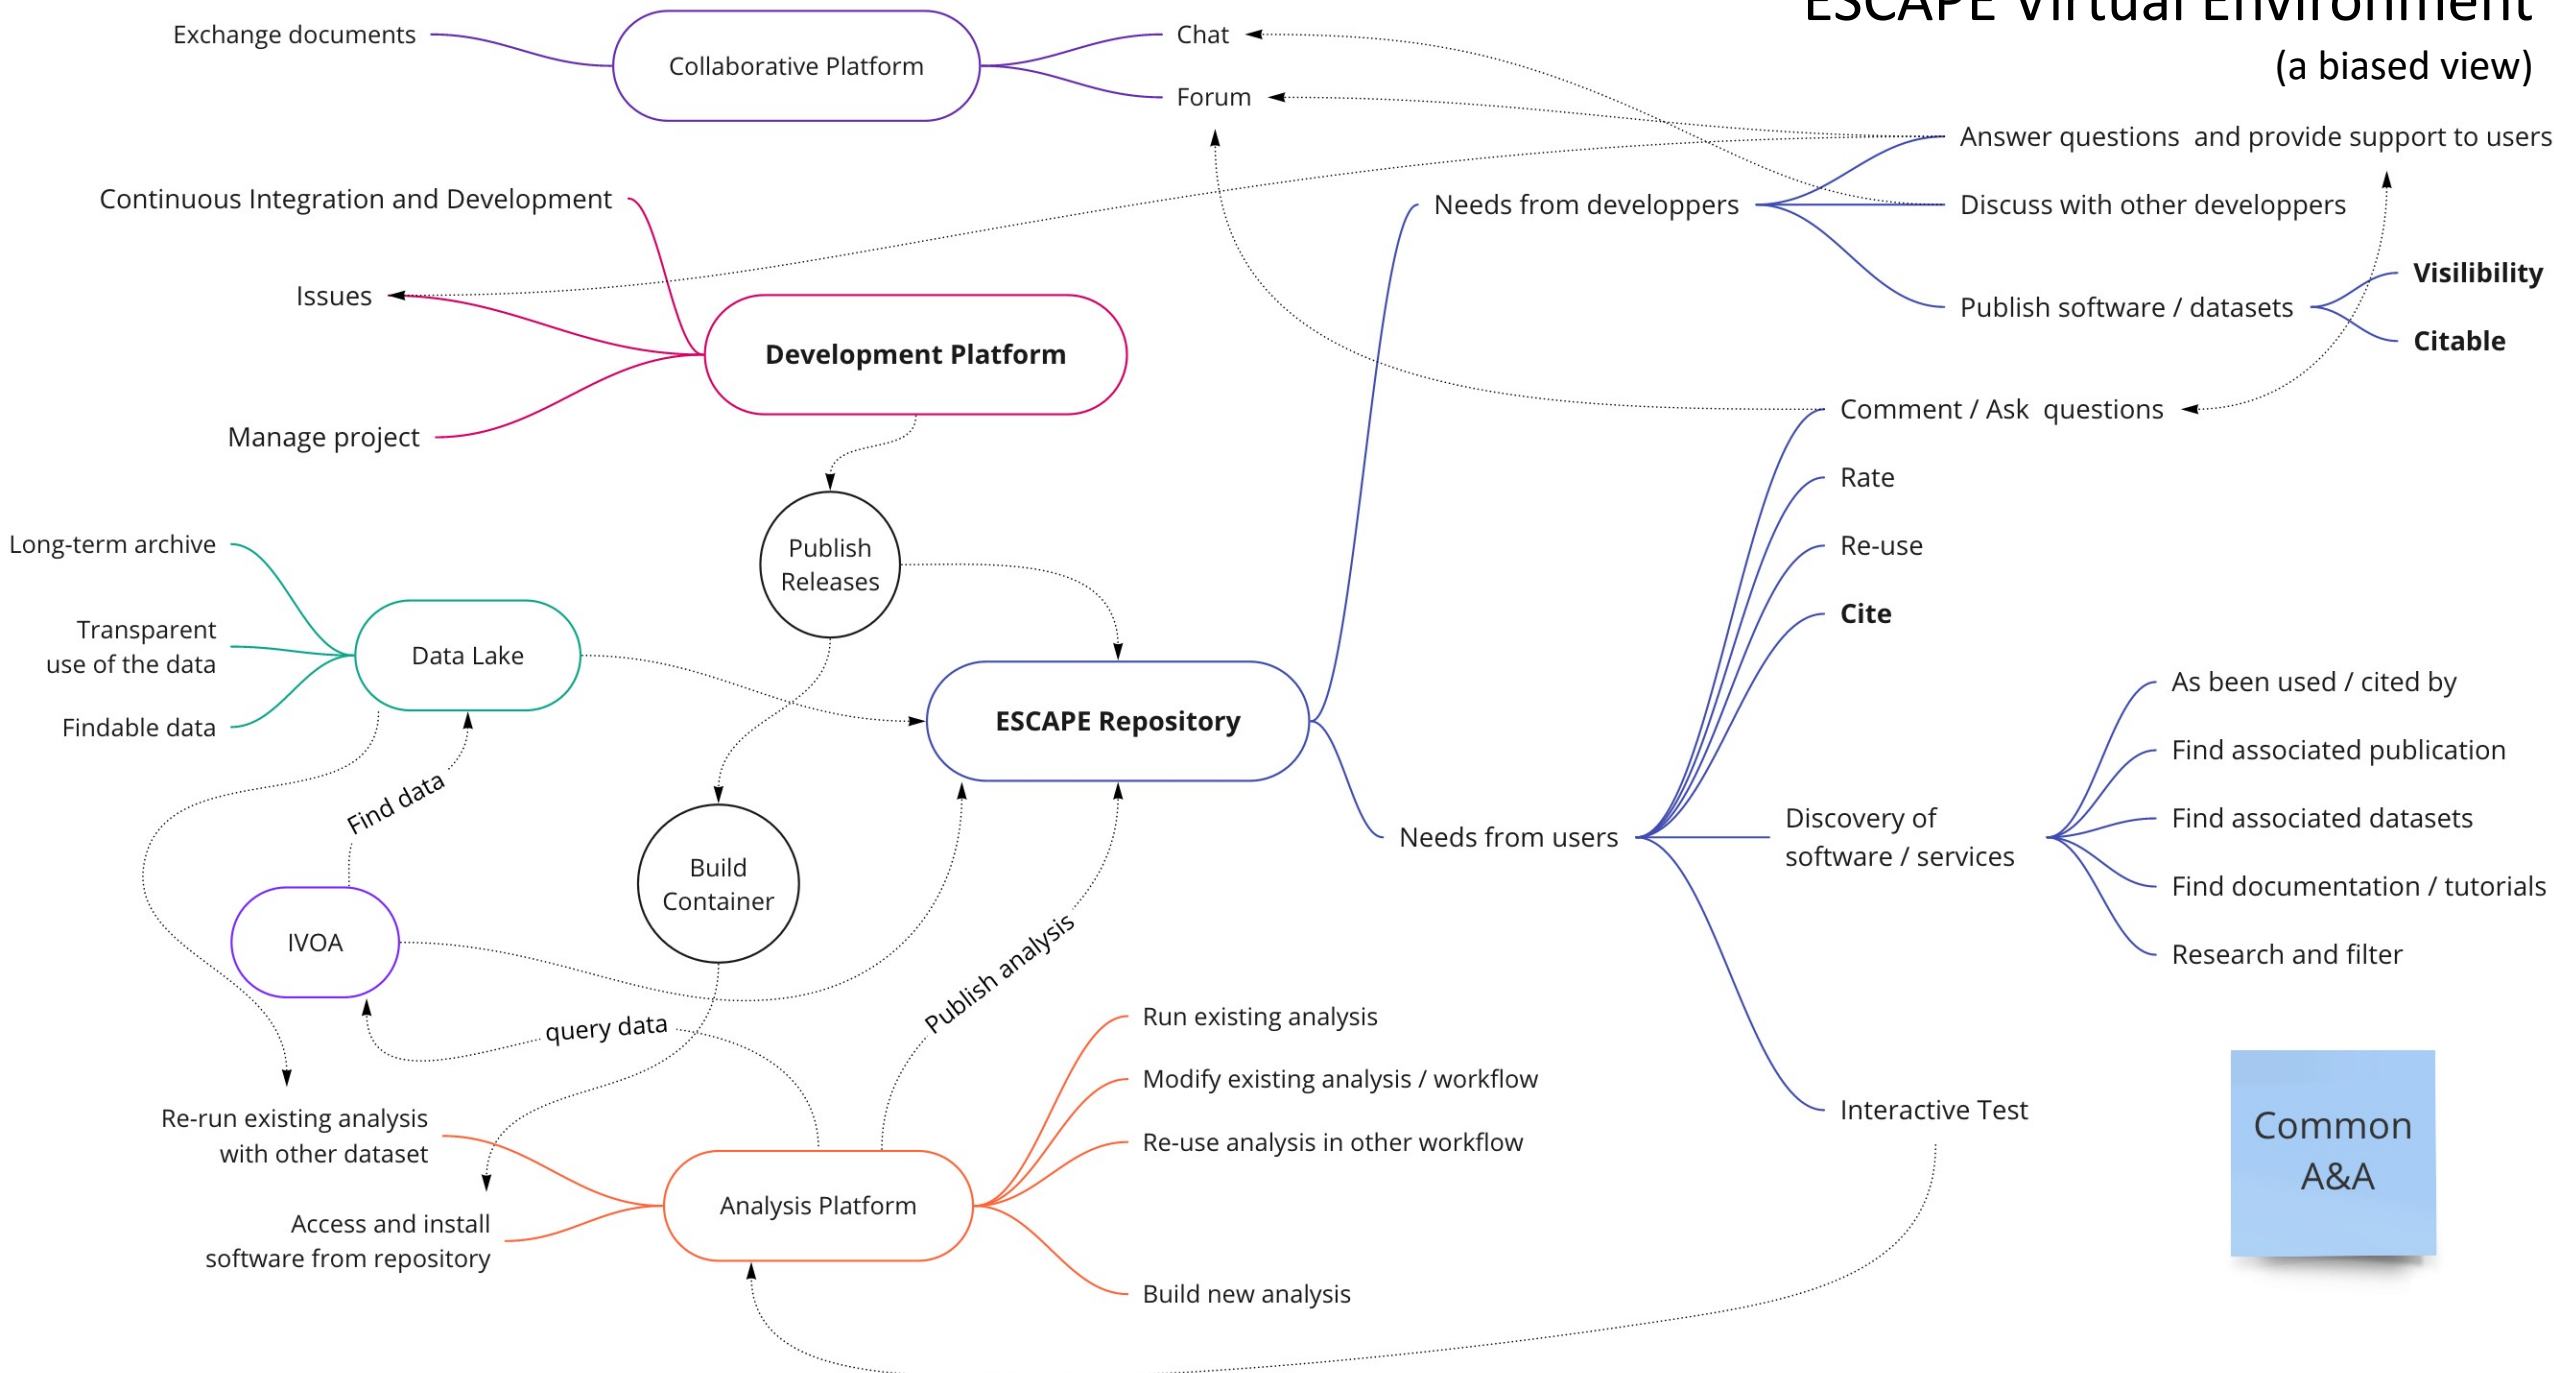 ESCAPE Virtual Environment
(a biased view)
Exchange documents
Collaborative Platform
Chat
Forum
Answer questions  and provide support to users
Continuous Integration and Development
Needs from developpers
Discuss with other developpers
Visilibility
Issues
Publish software / datasets
Citable
Development Platform
Comment / Ask  questions
Manage project
Rate
Long-term archive
Publish
Releases
Re-use
Cite
Transparent
use of the data
Data Lake
As been used / cited by
Findable data
ESCAPE Repository
Find associated publication
Find data
Discovery of
software / services
Find associated datasets
Needs from users
Build
Container
Find documentation / tutorials
IVOA
Research and filter
Publish analysis
query data
Run existing analysis
Modify existing analysis / workflow
Re-run existing analysis
with other dataset
Re-use analysis in other workflow
Interactive Test
Common
A&A
Analysis Platform
Access and install
software from repository
Build new analysis